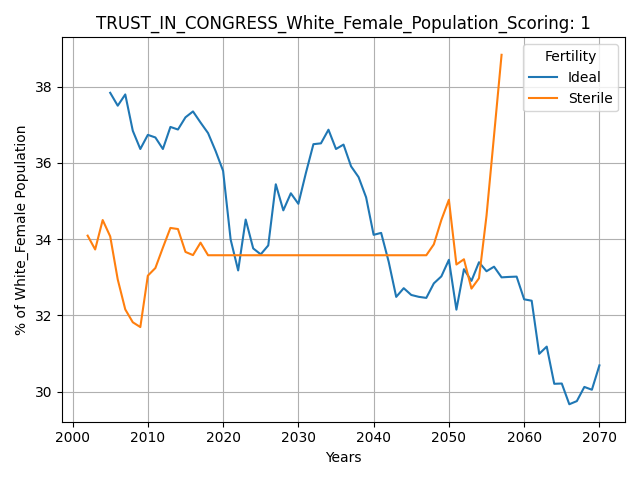 TRUST_IN_CONGRESS_White_Female_Population_Scoring: 1
Fertility
Ideal
Sterile
% of White_Female Population
38
36
34
32
30
2000 2010 2020 2030 2040 2050 2060 2070
Years